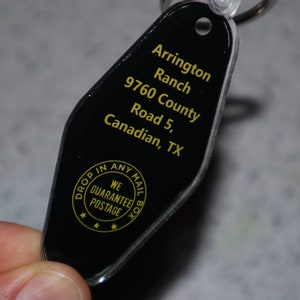 Arrington
Ranch
9760 County
Road 5,
Canadian, TX
DROP IN ANY MAIL BOX
WE
GUARANTEE
POSTAGE